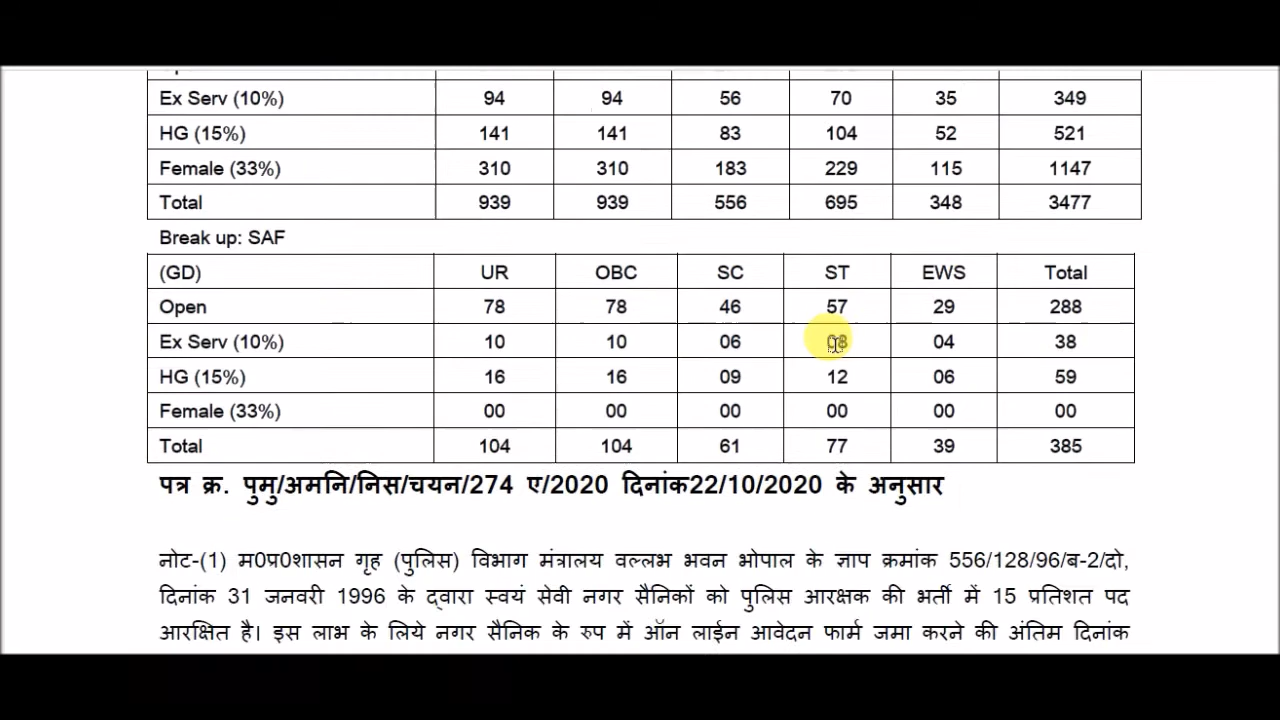 Ex Serv (10%) 94 94 56 70 35 349
HG (15%) 141 141 83 104 52 521
Female (33%) 310 310 183 229 115 1147
Total 939 939 556 695 348 3477
Break up: SAF
(GD) UR OBC SC ST EWS Total
Open 78 78 46 57 29 288
Ex Serv (10%) 10 10 06 08 04 38
HG (15%) 16 16 09 12 06 59
Female (33%) 00 00 00 00 00 00
Total 104 104 61 77 39 385
पत्र क्र. पुमु/अमनि/निस/चयन/274 ए/2020 दिनांक22/10/2020 के अनुसार
नोट-(1) म0प्र0शासन गृह (पुलिस) विभाग मंत्रालय वल्लभ भवन भोपाल के ज्ञाप क्रमांक 556/128/96/ब-2/दो,
दिनांक 31 जनवरी 1996 के द्वारा स्वयं सेवी नगर सैनिकों को पुलिस आरक्षक की भर्ती में 15 प्रतिशत पद
आरक्षित है। इस लाभ के लिये नगर सैनिक के रुप में ऑन लाईन आवेदन फार्म जमा करने की अंतिम दिनांक